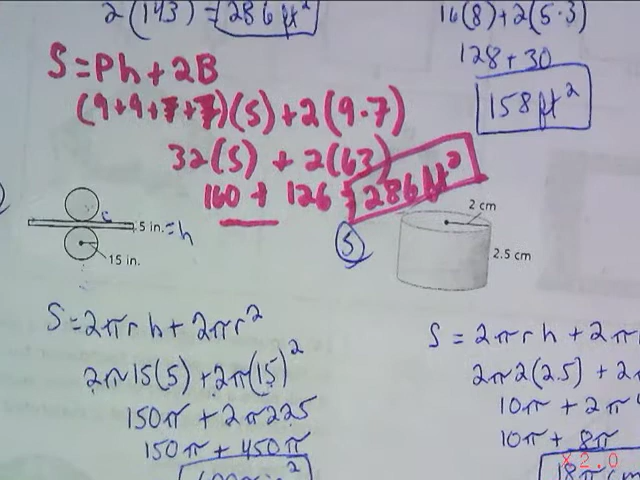 2(143) = 286 ft²
16(8)+2(5·3)
128+30
158 ft²
S=Ph+2B
(9+9+7+7)(5)+2(9·7)
32(5) + 2(63)
160 + 126 = 286 ft²
.5 in. = h
15 in.
5
2 cm
2.5 cm
S=2πrh+2πr²
2π15(5)+2π(15)²
150π + 2π225
150π + 450π
S = 2πrh + 2π
2π2(2.5) + 2
10π + 2π4
10π + 8π
18π cm
x2.0